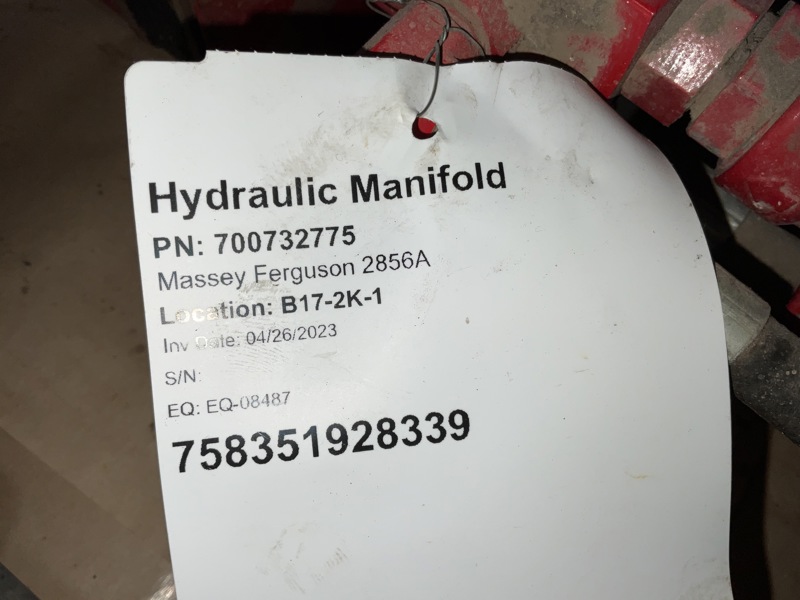 Hydraulic Manifold
PN: 700732775
Massey Ferguson 2856A
Location: B17-2K-1
Inv Date: 04/26/2023
S/N:
EQ: EQ-08487
758351928339